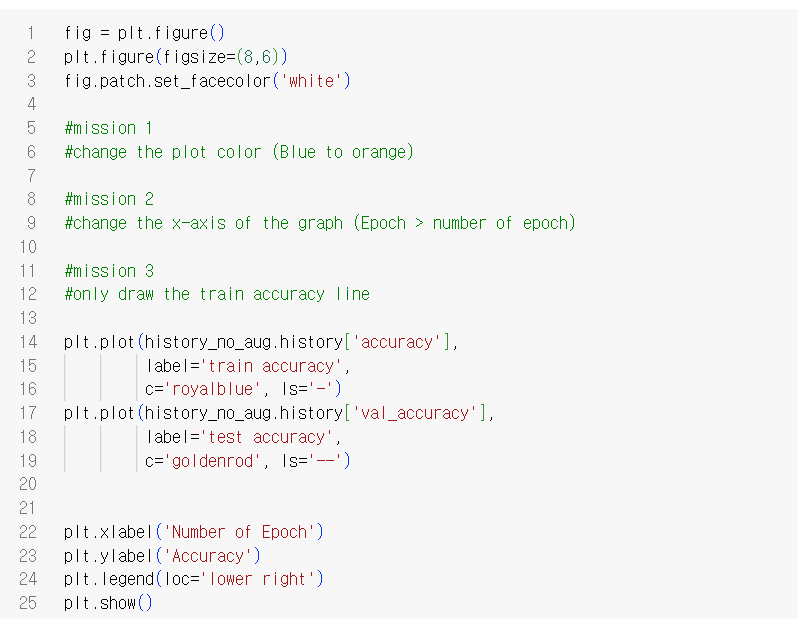 1 fig = plt.figure()
2 plt.figure(figsize=(8,6))
3 fig.patch.set_facecolor('white')
4
5 #mission 1
6 #change the plot color (Blue to orange)
7
8 #mission 2
9 #change the x-axis of the graph (Epoch > number of epoch)
10
11 #mission 3
12 #only draw the train accuracy line
13
14 plt.plot(history_no_aug.history['accuracy'],
15 label='train accuracy',
16 c='royalblue', ls='-')
17 plt.plot(history_no_aug.history['val_accuracy'],
18 label='test accuracy',
19 c='goldenrod', ls='--')
20
21
22 plt.xlabel('Number of Epoch')
23 plt.ylabel('Accuracy')
24 plt.legend(loc='lower right')
25 plt.show()